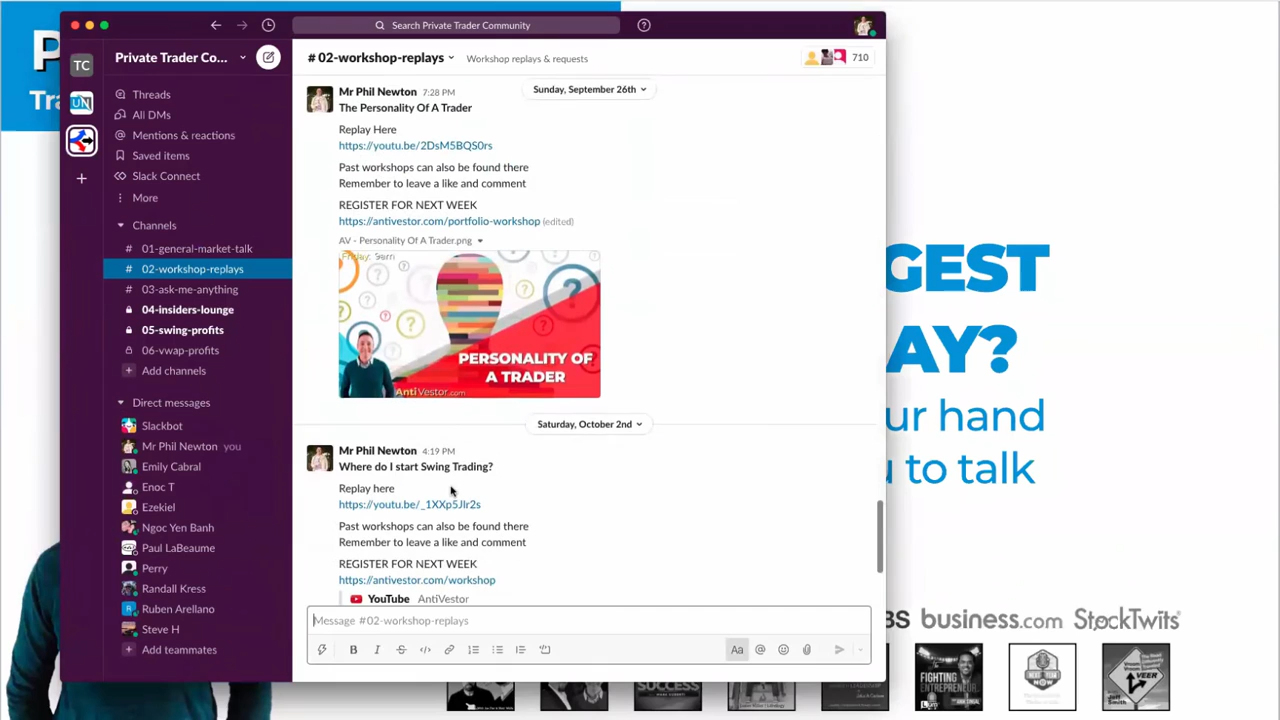 Search Private Trader Community
TC
Private Trader Co...
Threads
All DMs
Mentions & reactions
Saved items
Slack Connect
More
Channels
# 01-general-market-talk
# 02-workshop-replays
# 03-ask-me-anything
04-insiders-lounge
05-swing-profits
06-vwap-profits
+ Add channels
Direct messages
Slackbot
Mr Phil Newton you
Emily Cabral
Enoc T
Ezekiel
Ngoc Yen Banh
Paul LaBeaume
Perry
Randall Kress
Ruben Arellano
Steve H
+ Add teammates
# 02-workshop-replays
Workshop replays & requests
710
Sunday, September 26th
Mr Phil Newton 7:28 PM
The Personality Of A Trader
Replay Here
https://youtu.be/2DsM5BQS0rs
Past workshops can also be found there
Remember to leave a like and comment
REGISTER FOR NEXT WEEK
https://antivestor.com/portfolio-workshop (edited)
AV - Personality Of A Trader.png
Friday: 9am
PERSONALITY OF
A TRADER
AntiVestor.com
Saturday, October 2nd
Mr Phil Newton 4:19 PM
Where do I start Swing Trading?
Replay here
https://youtu.be/_1XXp5Jlr2s
Past workshops can also be found there
Remember to leave a like and comment
REGISTER FOR NEXT WEEK
https://antivestor.com/workshop
YouTube AntiVestor
Message #02-workshop-replays
B I S </> Aa @
GEST
AY?
ur hand
u to talk
BS business.com StockTwits
FIGHTING
ENTREPRENEUR
SUCCESS
NOW
VEER